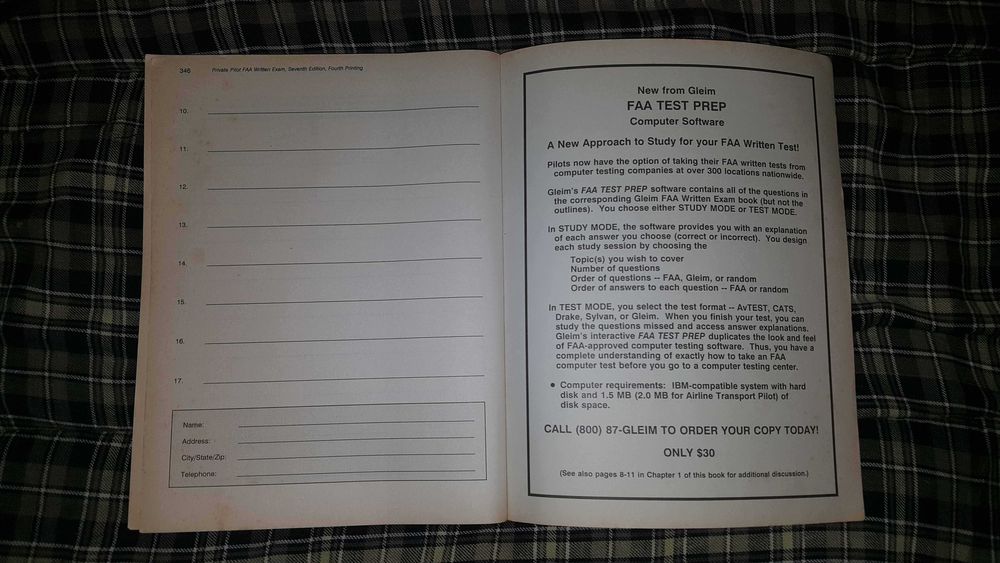 346 Private Pilot FAA Written Exam, Seventh Edition, Fourth Printing
10.
11.
12.
13.
14.
15.
16.
17.
Name:
Address:
City/State/Zip:
Telephone:
New from Gleim
FAA TEST PREP
Computer Software
A New Approach to Study for your FAA Written Test!
Pilots now have the option of taking their FAA written tests from
computer testing companies at over 300 locations nationwide.
Gleim's FAA TEST PREP software contains all of the questions in
the corresponding Gleim FAA Written Exam book (but not the
outlines). You choose either STUDY MODE or TEST MODE.
In STUDY MODE, the software provides you with an explanation
of each answer you choose (correct or incorrect). You design
each study session by choosing the
Topic(s) you wish to cover
Number of questions
Order of questions -- FAA, Gleim, or random
Order of answers to each question -- FAA or random
In TEST MODE, you select the test format -- AvTEST, CATS,
Drake, Sylvan, or Gleim. When you finish your test, you can
study the questions missed and access answer explanations.
Gleim's interactive FAA TEST PREP duplicates the look and feel
of FAA-approved computer testing software. Thus, you have a
complete understanding of exactly how to take an FAA
computer test before you go to a computer testing center.
● Computer requirements: IBM-compatible system with hard
disk and 1.5 MB (2.0 MB for Airline Transport Pilot) of
disk space.
CALL (800) 87-GLEIM TO ORDER YOUR COPY TODAY!
ONLY $30
(See also pages 8-11 in Chapter 1 of this book for additional discussion.)